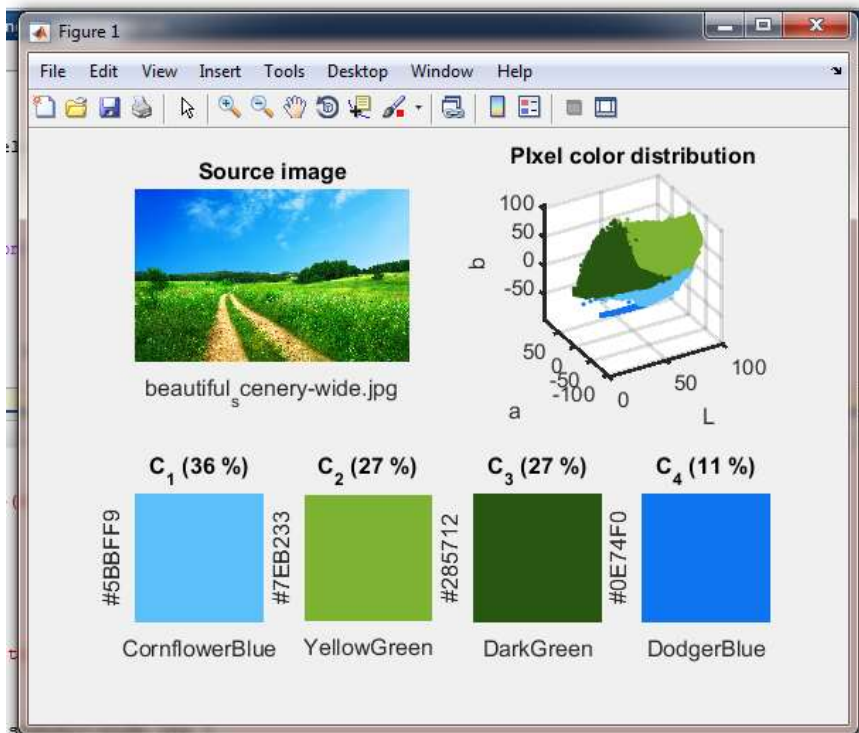 Figure 1
File Edit View Insert Tools Desktop Window Help
Source image
beautiful_scenery-wide.jpg
PIxel color distribution
100
50
0
-50
b
50
0
-50
-100
a
0
50
100
L
C1 (36 %)
#5BBFF9
CornflowerBlue
C2 (27 %)
#7EB233
YellowGreen
C3 (27 %)
#285712
DarkGreen
C4 (11 %)
#0E74F0
DodgerBlue